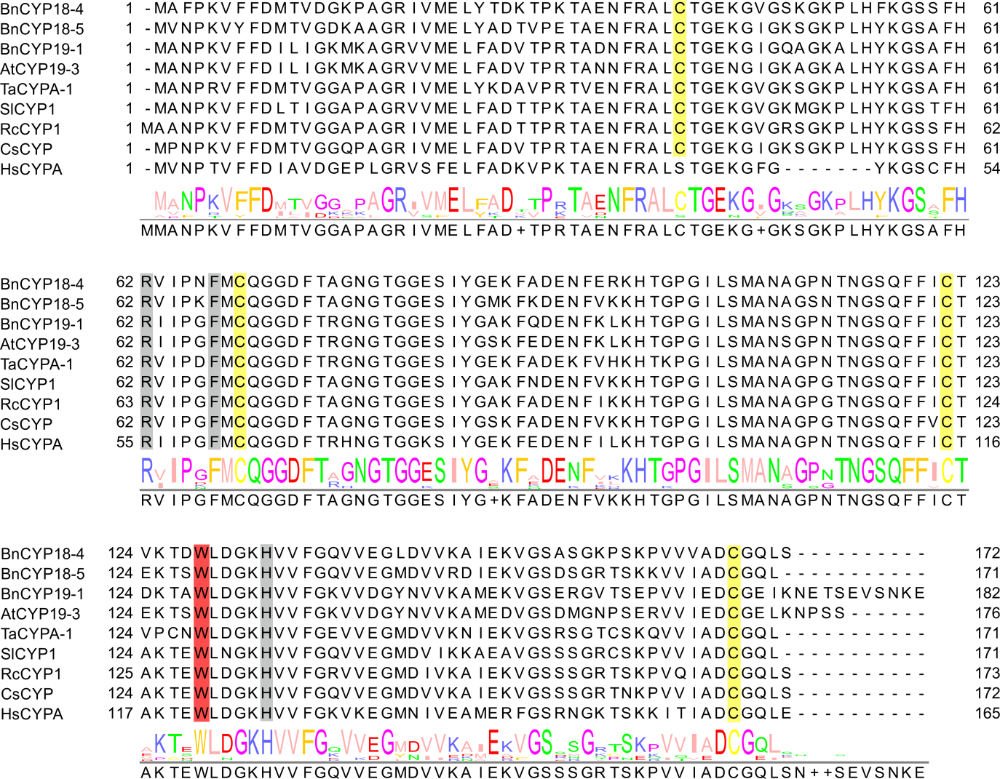 BnCYP18-4 1 -MAFPKVFFDMTVDGKPAGRIVMELYTDKTPKTAENFRALCTGEKGVGSKGKPLHFKGSSFH 61
BnCYP18-5 1 -MVNPKVYFDMTVGDKAAGRIVMELYADTVPETAENFRALCTGEKGIGKSGKPLHYKGSAFH 61
BnCYP19-1 1 -MANPKVFFDILIGKMKAGRVVMELFADVTPRTADNFRALCTGEKGIGQAGKALHYKGSAFH 61
AtCYP19-3 1 -MANPKVFFDILIGKMKAGRVVMELFADVTPRTANNFRALCTGENGIGKAGKALHYKGSAFH 61
TaCYPA-1 1 -MANPRVFFDMTVGGAPAGRIVMELYKDAVPRTVENFRALCTGEKGVGKSGKPLHYKGSAFH 61
SlCYP1 1 -MANPKVFFDLTIGGAPAGRVVMELFADTTPKTAENFRALCTGEKGVGKMGKPLHYKGSTFH 61
RcCYP1 1 MAANPKVFFDMTVGGAPAGRIVMELFADTTPRTAENFRALCTGEKGVGRSGKPLHYKGSSFH 62
CsCYP 1 -MPNPKVFFDMTVGGQPAGRIVMELFADVTPRTAENFRALCTGEKGIGKSGKPLHYKGSSFH 61
HsCYPA 1 -MVNPTVFFDIAVDGEPLGRVSFELFADKVPKTAENFRALSTGEKGFG-------YKGSCFH 54
MMANPKVFFDMTVGGAPAGRIVMELFAD+TPRTAENFRALCTGEKG+GKSGKPLHYKGSAFH
BnCYP18-4 62 RVIPNFMCQGGDFTAGNGTGGESIYGEKFADENFERKHTGPGILSMANAGPNTNGSQFFICT 123
BnCYP18-5 62 RVIPKFMCQGGDFTAGNGTGGESIYGMKFKDENFVKKHTGPGILSMANAGSNTNGSQFFICT 123
BnCYP19-1 62 RIIPGFMCQGGDFTRGNGTGGESIYGAKFQDENFKLKHTGPGILSMANSGPNTNGSQFFICT 123
AtCYP19-3 62 RIIPGFMCQGGDFTRGNGTGGESIYGSKFEDENFKLKHTGPGILSMANSGPNTNGSQFFICT 123
TaCYPA-1 62 RVIPDFMCQGGDFTRGNGTGGESIYGEKFADEKFVHKHTKPGILSMANAGPNTNGSQFFICT 123
SlCYP1 62 RVIPGFMCQGGDFTAGNGTGGESIYGAKFNDENFVKKHTGPGILSMANAGPGTNGSQFFICT 123
RcCYP1 63 RVIPGFMCQGGDFTAGNGTGGESIYGAKFADENFIKKHTGPGILSMANAGPGTNGSQFFICT 124
CsCYP 62 RVIPGFMCQGGDFTAGNGTGGESIYGSKFADENFVKKHTGPGILSMANAGPGTNGSQFFVCT 123
HsCYPA 55 RIIPGFMCQGGDFTRHNGTGGKSIYGEKFEDENFILKHTGPGILSMANAGPNTNGSQFFICT 116
RVIPGFMCQGGDFTAGNGTGGESIYG+KFADENFVKKHTGPGILSMANAGPNTNGSQFFICT
BnCYP18-4 124 VKTDWLDGKHVVFGQVVEGLDVVKAIEKVGSASGKPSKPVVVADCGQLS---------- 172
BnCYP18-5 124 EKTSWLDGKHVVFGQVVEGMDVVRDIEKVGSDSGRTSKKVVIADCGQL----------- 171
BnCYP19-1 124 DKTAWLDGKHVVFGKVVDGYNVVKAMEKVGSERGVTSEPVVIEDCGEIKNETSEVSNKE 182
AtCYP19-3 124 EKTSWLDGKHVVFGKVVDGYNVVKAMEDVGSDMGNPSERVVIEDCGELKNPSS------ 176
TaCYPA-1 124 VPCNWLDGKHVVFGEVVEGMDVVKNIEKVGSRSGTCSKQVVIADCGQL----------- 171
SlCYP1 124 AKTEWLNGKHVVFGQVVEGMDVIKKAEAVGSSSGRCSKPVVIADCGQL----------- 171
RcCYP1 125 AKTEWLDGKHVVFGRVVEGMDIVKAIEKVGSSSGRTSKPVQIADCGQLS---------- 173
CsCYP 124 AKTEWLDGKHVVFGQVVEGMDVVKAIEKVGSSSGRTNKPVVIADCGQLS---------- 172
HsCYPA 117 AKTEWLDGKHVVFGKVKEGMNIVEAMERFGSRNGKTSKKITIADCGQLE---------- 165
AKTEWLDGKHVVFGQVVEGMDVVKAIEKVGSSSGRTSKPVVIADCGQLSN++SEVSNKE